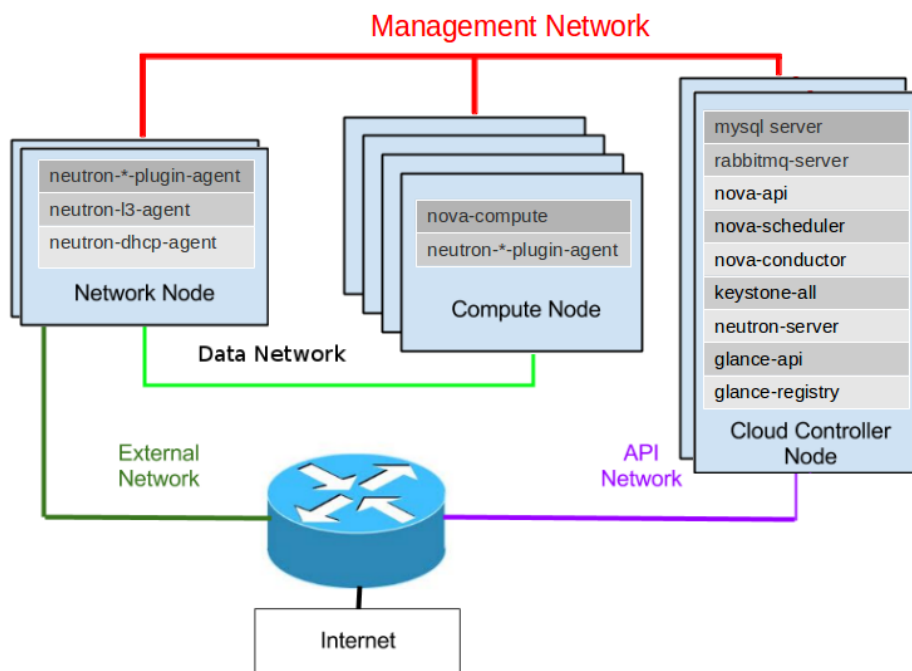 Management Network
neutron-*-plugin-agent
neutron-l3-agent
neutron-dhcp-agent
Network Node
nova-compute
neutron-*-plugin-agent
Compute Node
mysql server
rabbitmq-server
nova-api
nova-scheduler
nova-conductor
keystone-all
neutron-server
glance-api
glance-registry
Cloud Controller
Node
Data Network
External
Network
API
Network
Internet